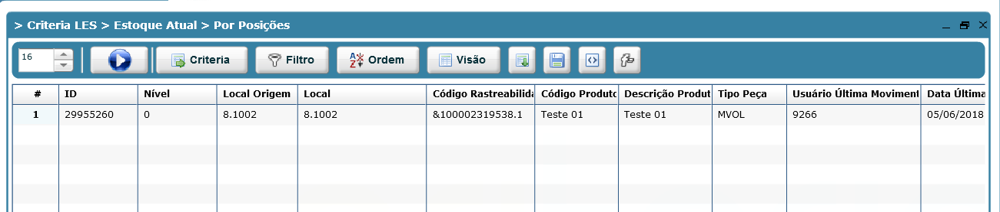 > Criteria LES > Estoque Atual > Por Posições
16 Criteria Filtro Ordem Visão
# ID Nível Local Origem Local Código Rastreabilida Código Produto Descrição Produt Tipo Peça Usuário Última Moviment Data Última
1 29955260 0 8.1002 8.1002 &100002319538.1 Teste 01 Teste 01 MVOL 9266 05/06/2018